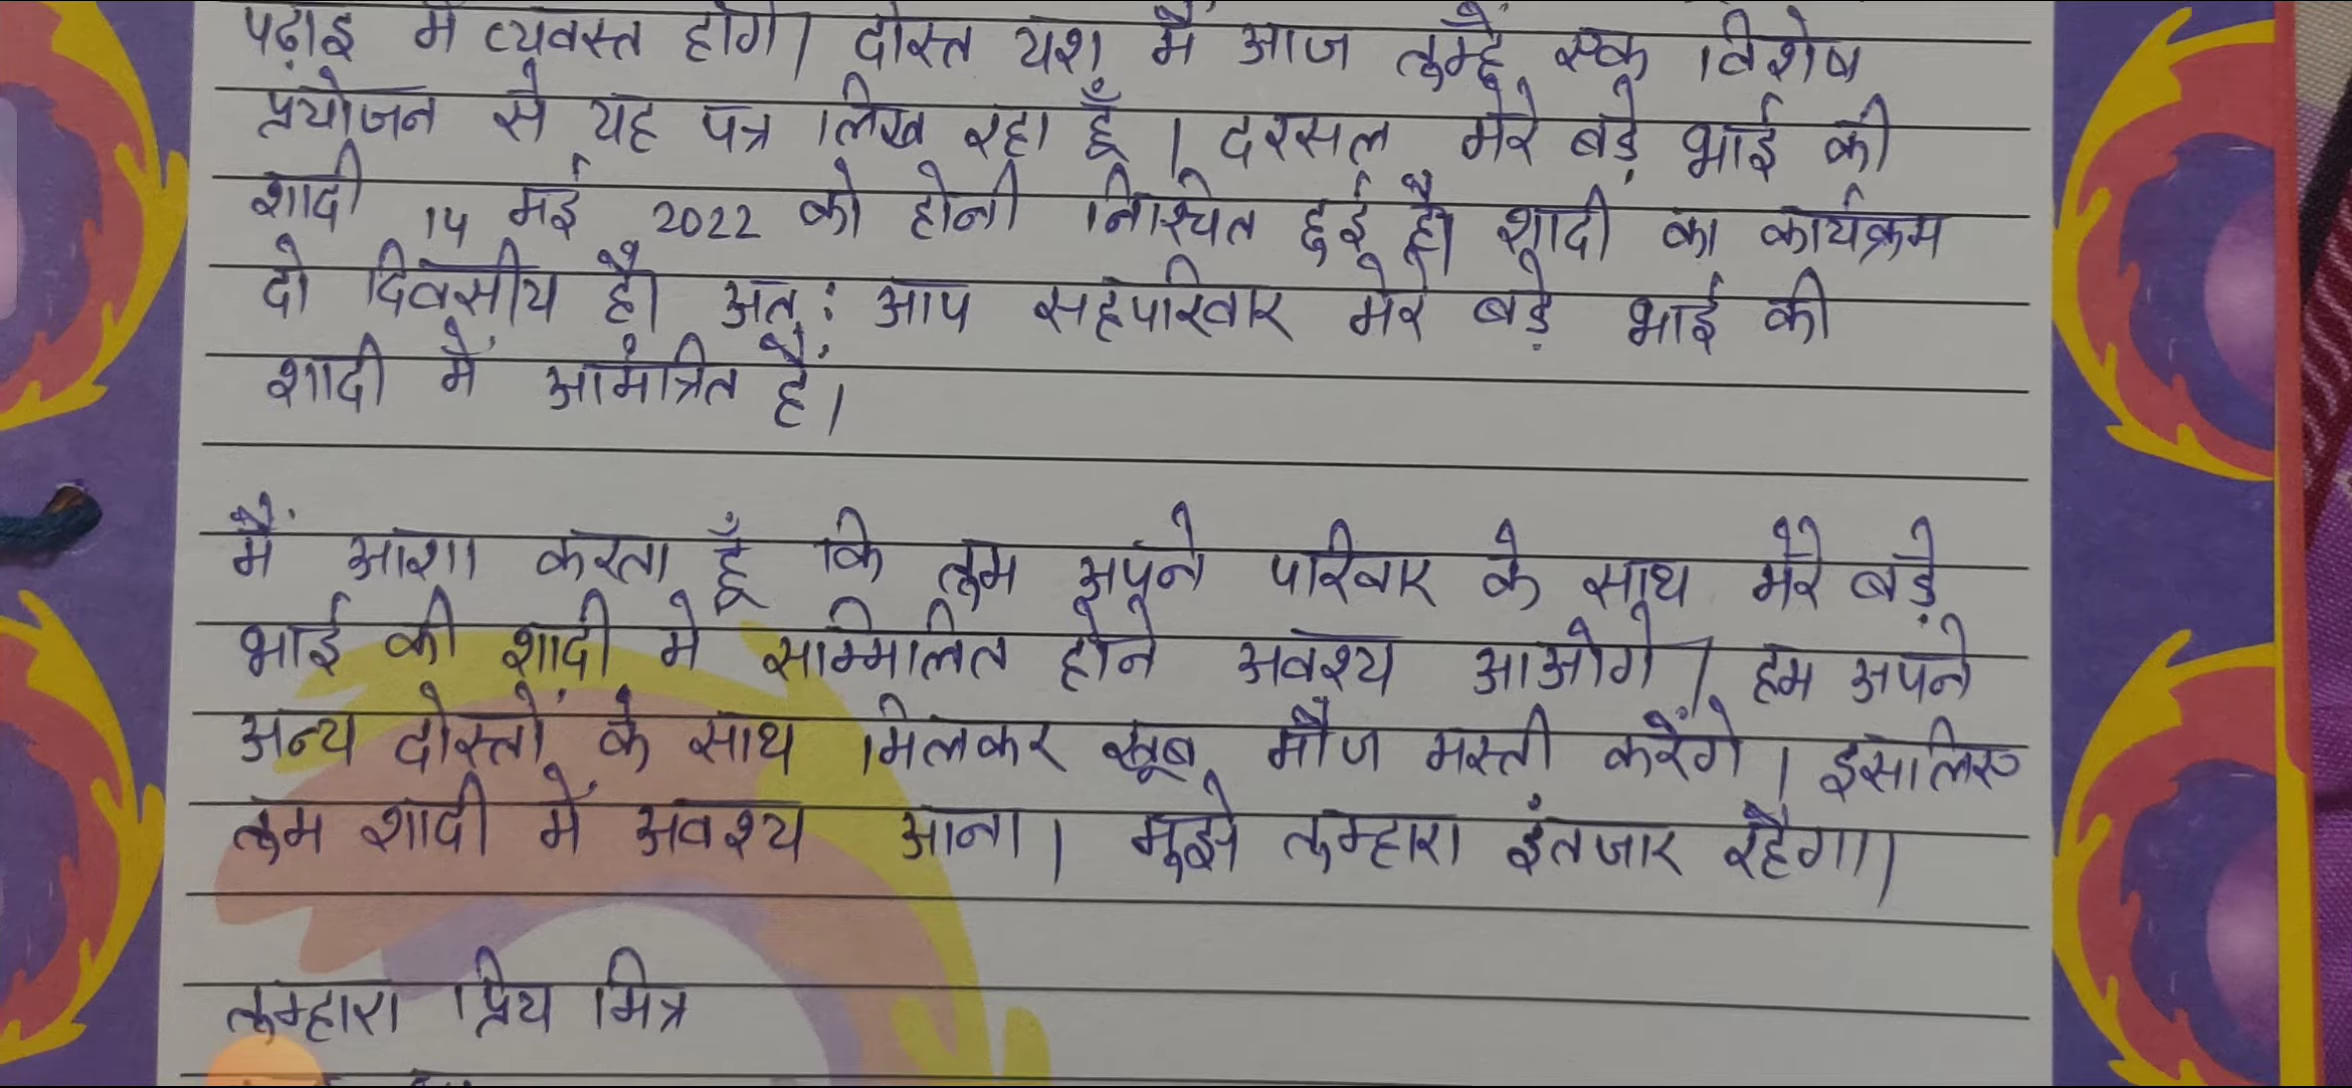 पढ़ाई में व्यवस्त होंगे। दोस्त यश, मैं आज तुम्हें एक विशेष
प्रयोजन से यह पत्र लिख रहा हूँ। दरसल मेरे बड़े भाई की
शादी 14 मई 2022 को होनी निश्चित हुई है। शादी का कार्यक्रम
दो दिवसीय है। अत: आप सहपरिवार मेरे बड़े भाई की
शादी में आमंत्रित हैं।
मैं आशा करता हूँ कि तुम अपने परिवार के साथ मेरे बड़े
भाई की शादी मे सम्मिलित होने अवश्य आओगे। हम अपने
अन्य दोस्तों के साथ मिलकर खूब मौज मस्ती करेंगे। इसलिए
तुम शादी में अवश्य आना। मुझे तुम्हारा इंतजार रहैगा।
तुम्हारा प्रिय मित्र